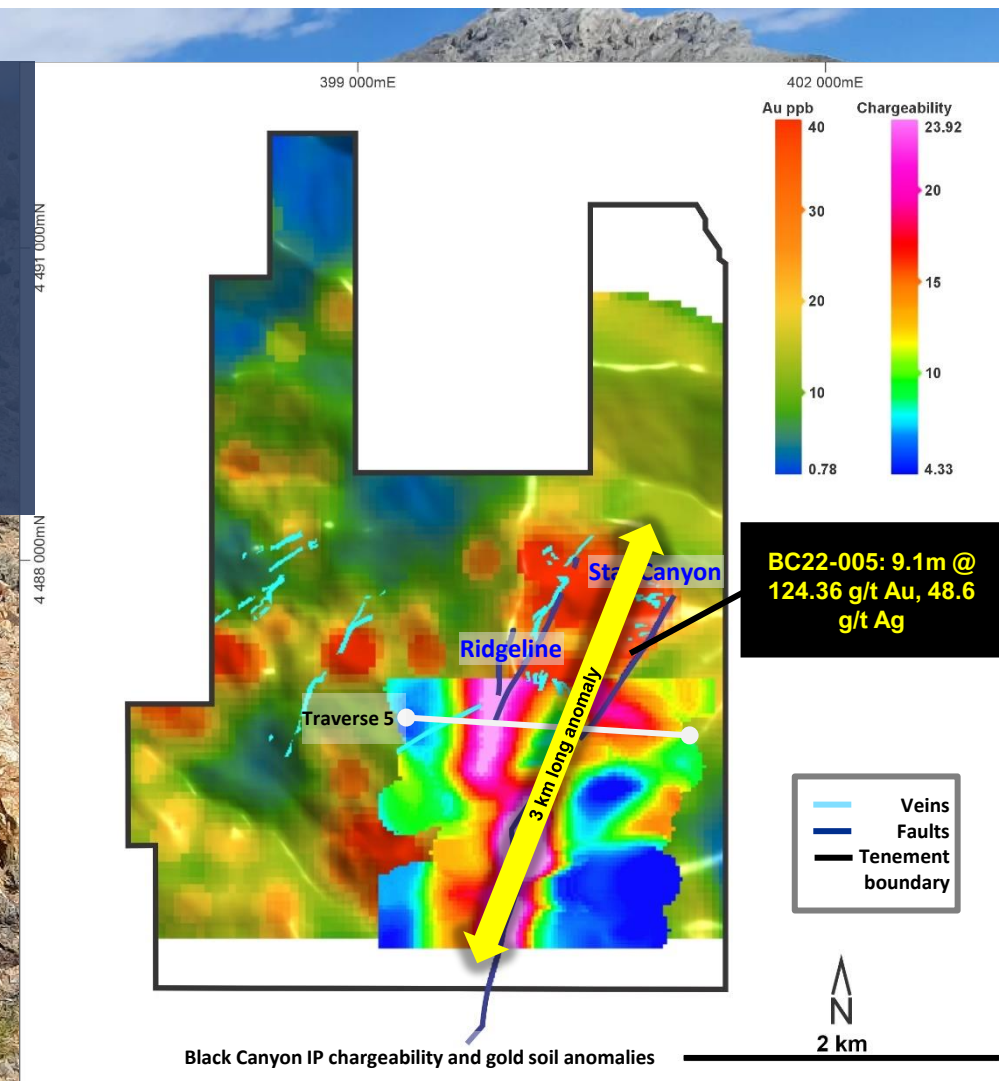 399 000mE
402 000mE
Au ppb
Chargeability
40
30
20
10
0.78
23.92
20
15
10
4.33
4 491 000mN
4 488 000mN
Canyon
Ridgeline
Traverse 5
3 km long anomaly
BC22-005: 9.1m @
124.36 g/t Au, 48.6
g/t Ag
Veins
Faults
Tenement
boundary
N
2 km
Black Canyon IP chargeability and gold soil anomalies